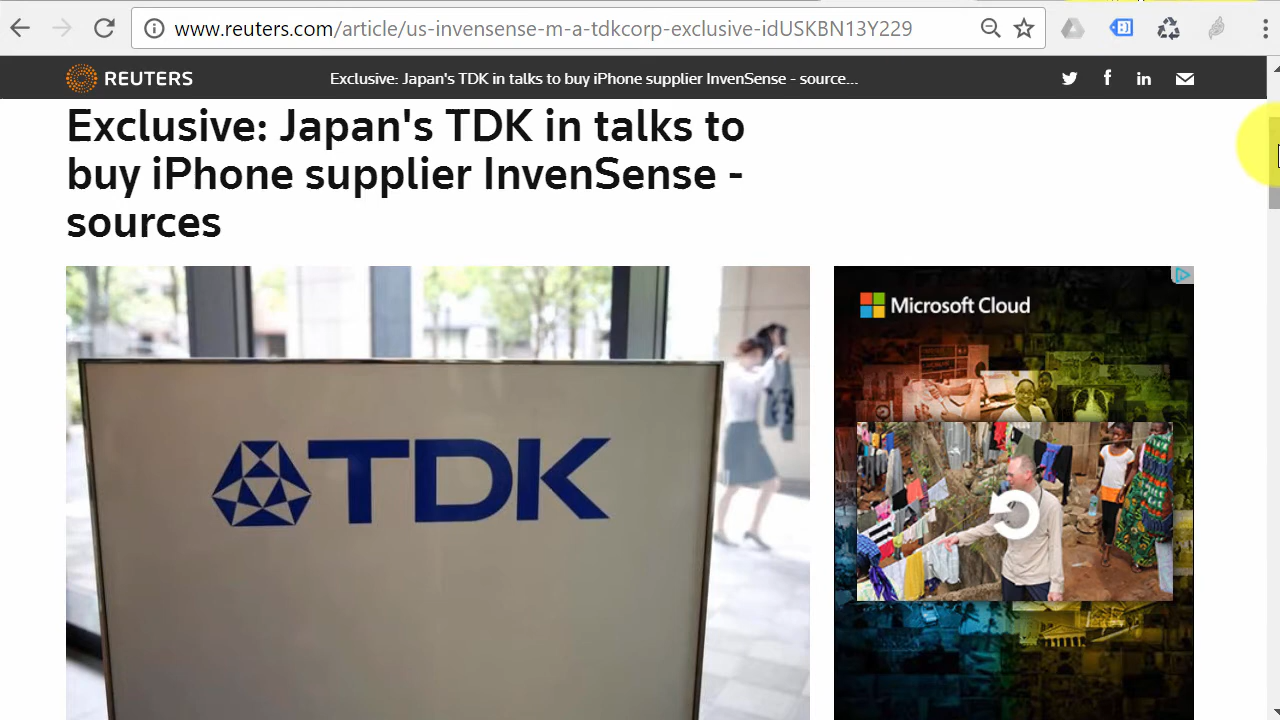 www.reuters.com/article/us-invensense-m-a-tdkcorp-exclusive-idUSKBN13Y229
REUTERS
Exclusive: Japan's TDK in talks to buy iPhone supplier InvenSense - source...
Exclusive: Japan's TDK in talks to
buy iPhone supplier InvenSense -
sources
TDK
Microsoft Cloud